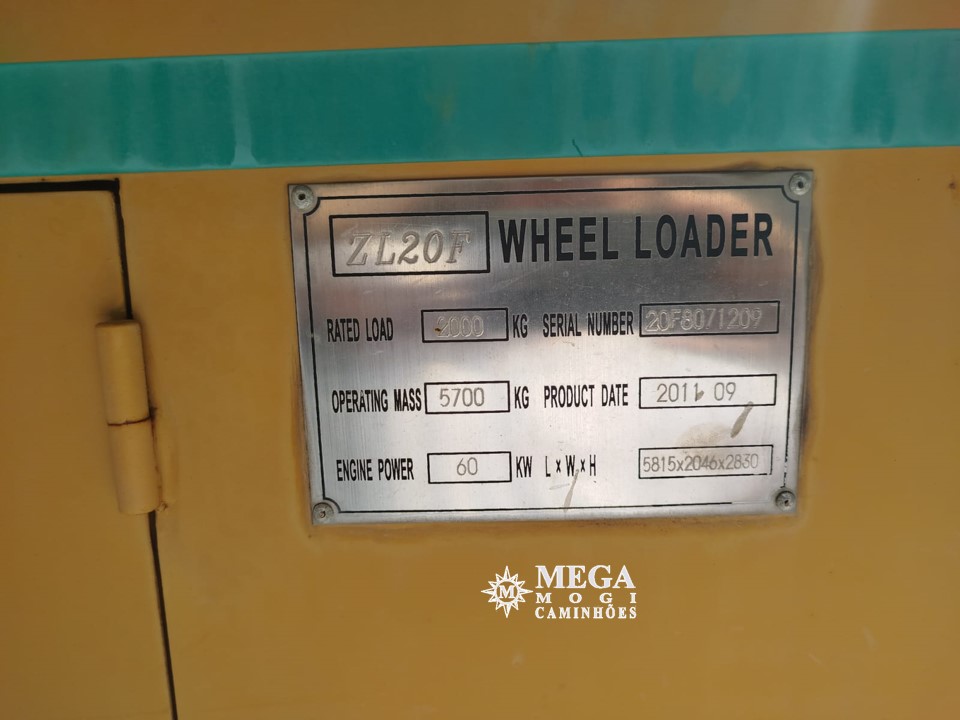 ZL20F WHEEL LOADER
RATED LOAD 2000 KG SERIAL NUMBER 20F8071209
OPERATING MASS 5700 KG PRODUCT DATE 2011. 09
ENGINE POWER 60 KW L×W×H 5815x2046x2830
M MEGA
MOGI
CAMINHÕES